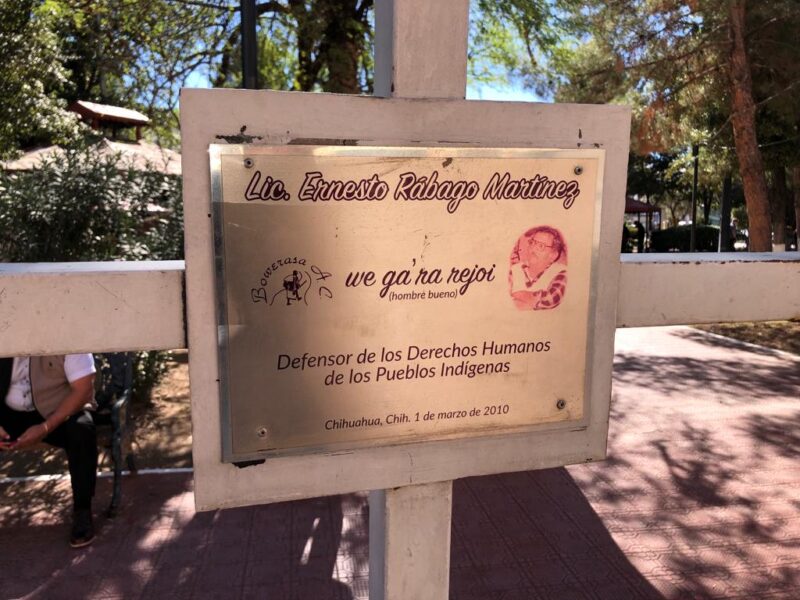 Lic. Ernesto Rábago Martínez
Bowerasa A C
we ga'ra rejoi
(hombre bueno)
Defensor de los Derechos Humanos
de los Pueblos Indígenas
Chihuahua, Chih. 1 de marzo de 2010